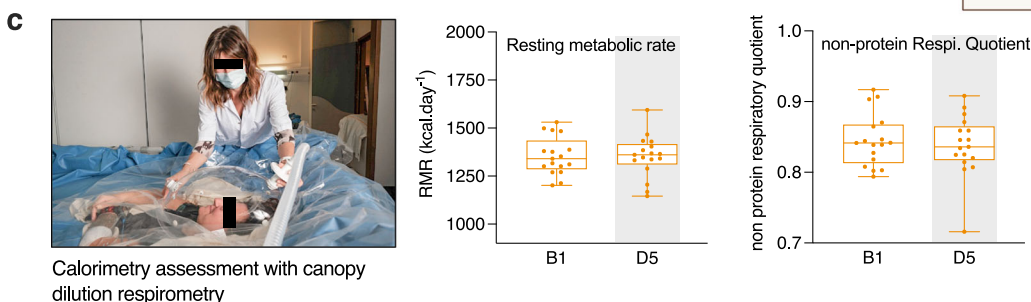 c
Calorimetry assessment with canopy
dilution respirometry
RMR (kcal.day-1)
2000
1750
1500
1250
1000
Resting metabolic rate
B1 D5
non protein respiratory quotient
1.0
0.9
0.8
0.7
non-protein Respi. Quotient
B1 D5